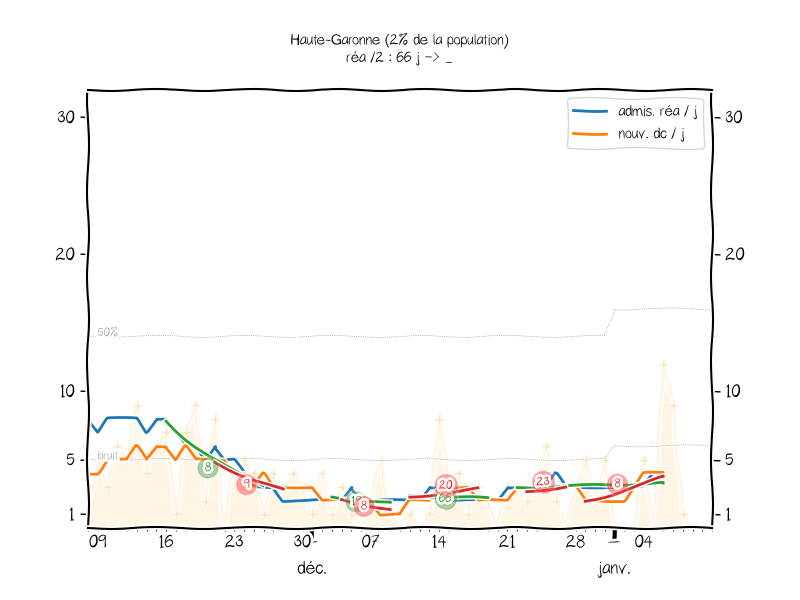 Haute-Garonne (2% de la population)
réa /2 : 66 j -> _
admis. réa / j
nouv. dc / j
30 30
20 20
50%
10 10
bruit
5 5
1 1
8 9 8 20 66 23 8
09 16 23 30 07 14 21 28 04
déc. janv.